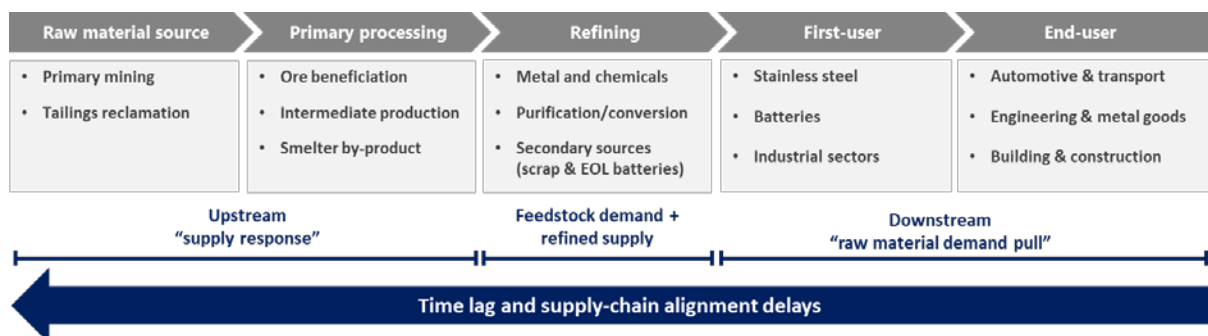 Raw material source
Primary processing
Refining
First-user
End-user
• Primary mining
• Tailings reclamation
• Ore beneficiation
• Intermediate production
• Smelter by-product
• Metal and chemicals
• Purification/conversion
• Secondary sources
(scrap & EOL batteries)
• Stainless steel
• Batteries
• Industrial sectors
• Automotive & transport
• Engineering & metal goods
• Building & construction
Upstream
“supply response”
Feedstock demand +
refined supply
Downstream
“raw material demand pull”
Time lag and supply-chain alignment delays